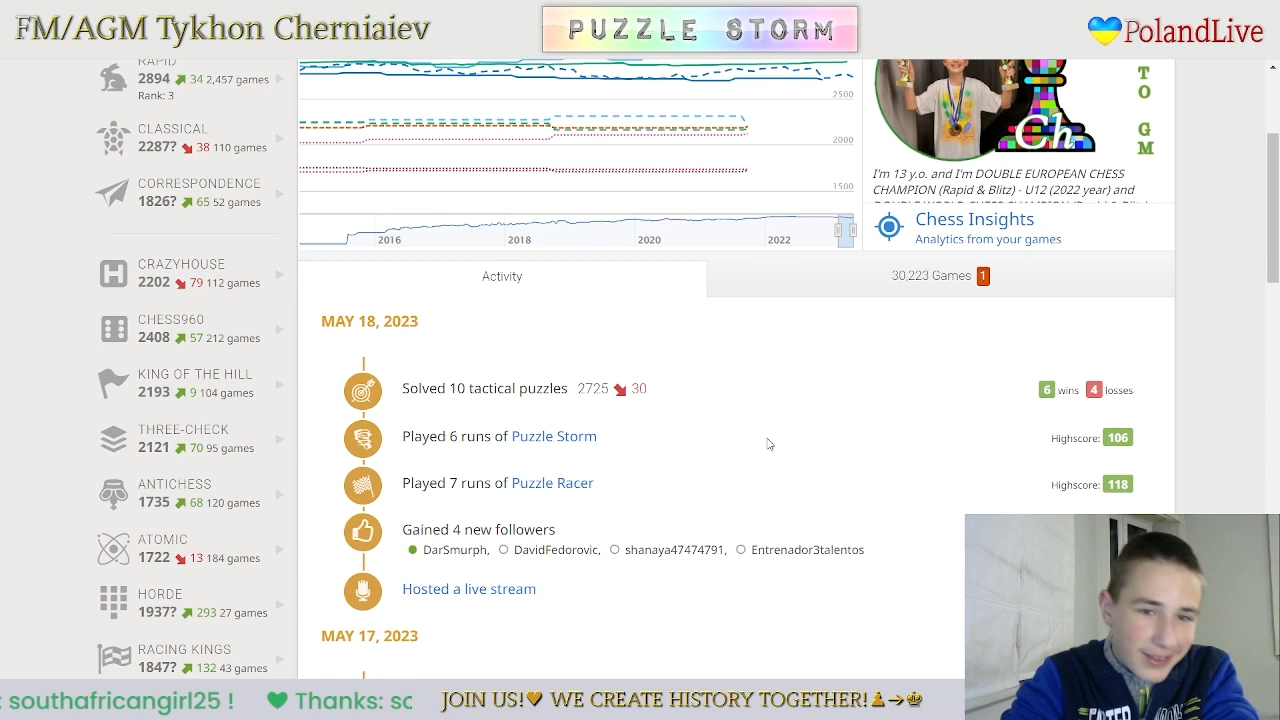 FM/AGM Tykhon Cherniaiev
PUZZLE STORM
PolandLive
RAPID
2894 34 2,457 games
Rank: 3
CLASSICAL
2287? 38 110 games
CORRESPONDENCE
1826? 65 52 games
CRAZYHOUSE
2202 79 112 games
CHESS960
2408 57 212 games
KING OF THE HILL
2193 9 104 games
THREE-CHECK
2121 70 95 games
ANTICHESS
1735 68 120 games
ATOMIC
1722 13 184 games
HORDE
1937? 293 27 games
RACING KINGS
1847? 132 43 games
2500
2000
1500
2016 2018 2020 2022
Ch
TO
GM
I'm 13 y.o. and I'm DOUBLE EUROPEAN CHESS
CHAMPION (Rapid & Blitz) - U12 (2022 year) and
DOUBLE WORLD CHESS CHAMPION (Rapid & Blitz)
Chess Insights
Analytics from your games
Activity
30,223 Games 1
MAY 18, 2023
Solved 10 tactical puzzles 2725 30
6 wins 4 losses
Played 6 runs of Puzzle Storm
Highscore: 106
Played 7 runs of Puzzle Racer
Highscore: 118
Gained 4 new followers
DarSmurph, DavidFedorovic, shanaya47474791, Entrenador3talentos
Hosted a live stream
MAY 17, 2023
: southafricangirl25 ! Thanks: sc
JOIN US! WE CREATE HISTORY TOGETHER!